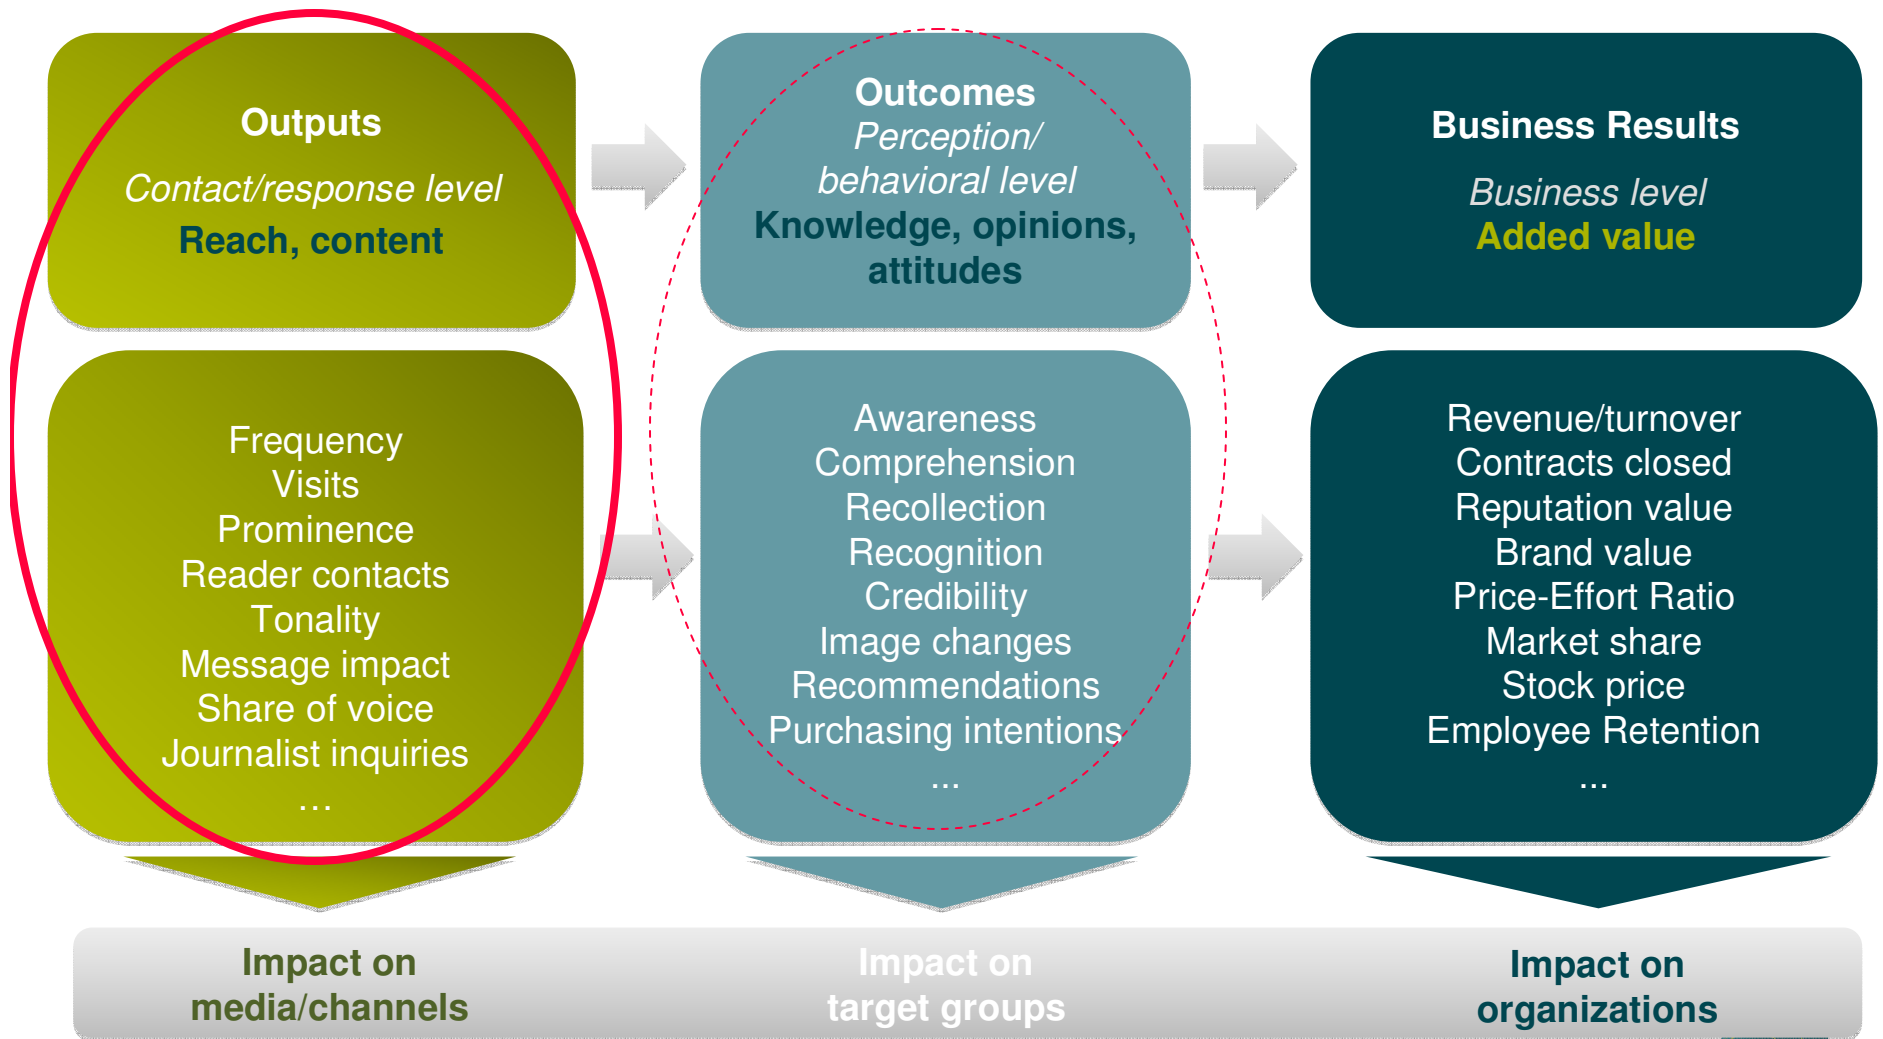 Outputs
Contact/response level
Reach, content
Outcomes
Perception/
behavioral level
Knowledge, opinions,
attitudes
Business Results
Business level
Added value
Frequency
Visits
Prominence
Reader contacts
Tonality
Message impact
Share of voice
Journalist inquiries
…
Awareness
Comprehension
Recollection
Recognition
Credibility
Image changes
Recommendations
Purchasing intentions
...
Revenue/turnover
Contracts closed
Reputation value
Brand value
Price-Effort Ratio
Market share
Stock price
Employee Retention
...
Impact on
media/channels
Impact on
target groups
Impact on
organizations